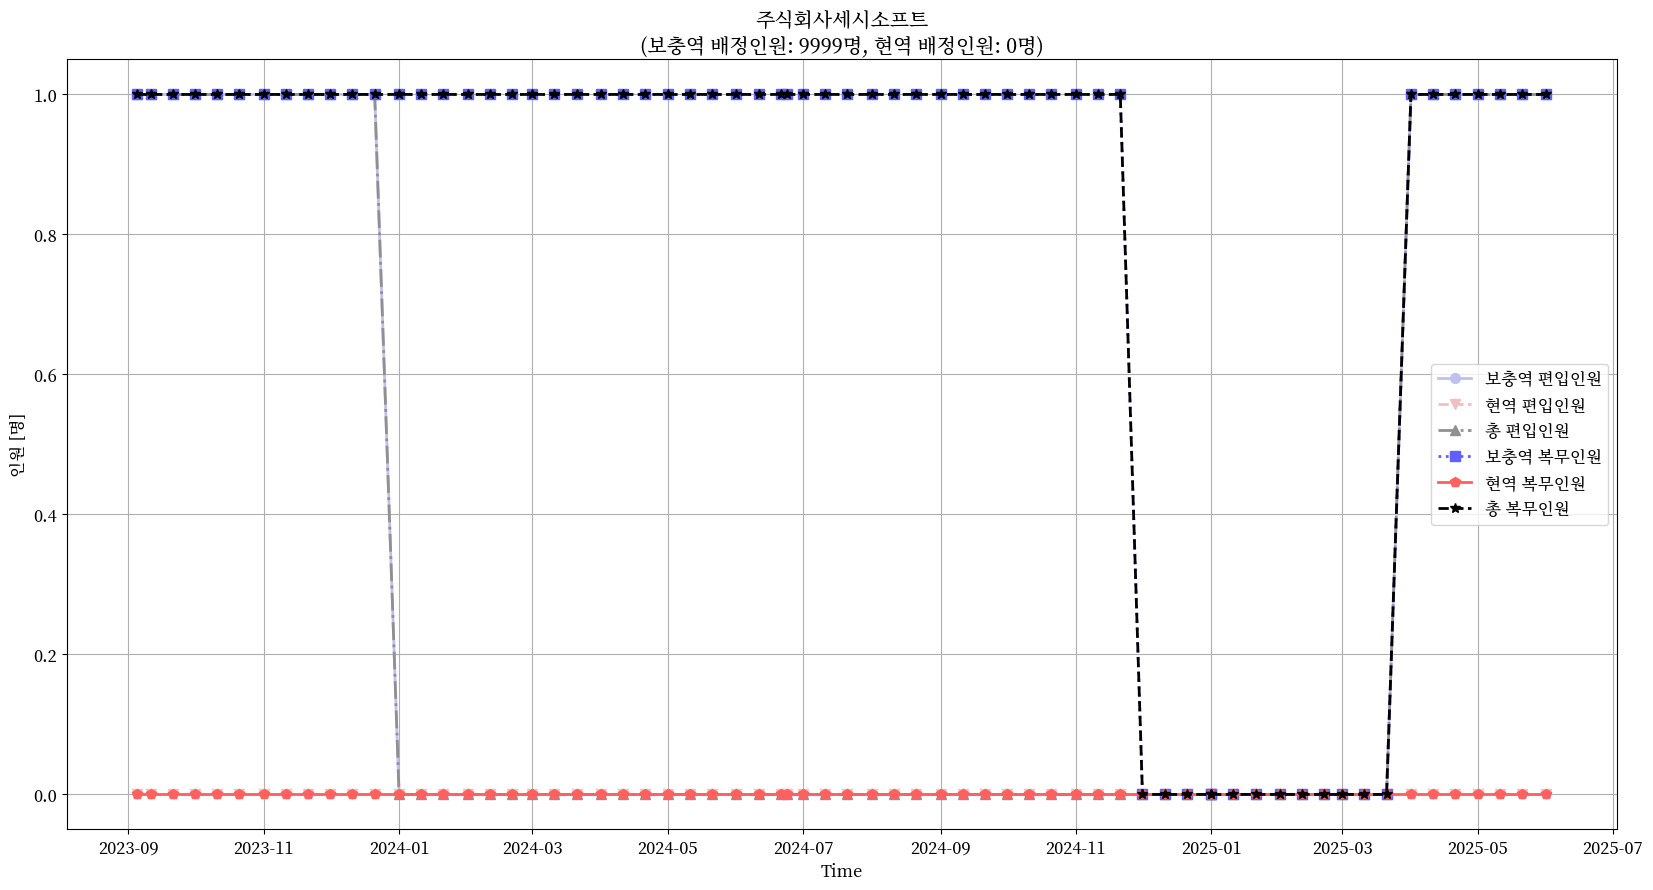 주식회사세시소프트
(보충역 배정인원: 9999명, 현역 배정인원: 0명)
인원 [명]
1.0
0.8
0.6
0.4
0.2
0.0
보충역 편입인원
현역 편입인원
총 편입인원
보충역 복무인원
현역 복무인원
총 복무인원
2023-09
2023-11
2024-01
2024-03
2024-05
2024-07
2024-09
2024-11
2025-01
2025-03
2025-05
2025-07
Time